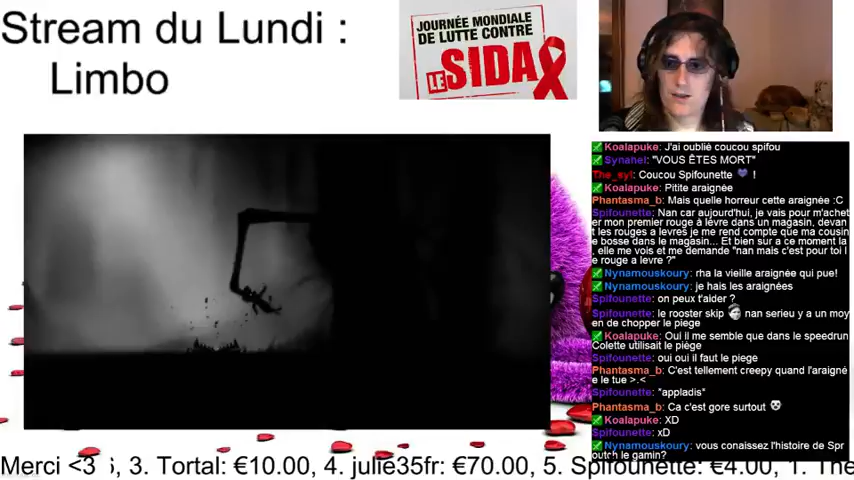 Stream du Lundi :
Limbo
JOURNÉE MONDIALE
DE LUTTE CONTRE
LE SIDA
Koalapuke: J'ai oublié coucou spifou
Synahel: "VOUS ÊTES MORT"
The_syl: Coucou Spifounette !
Koalapuke: Pitite araignée
Phantasma_b: Mais quelle horreur cette araignée :C
Spifounette: Nan car aujourd'hui, je vais pour m'achet
er mon premier rouge à lèvre dans un magasin, devan
t les rouges a levres je me rend compte que ma cousin
e bosse dans le magasin... Et bien sur a ce moment la
, elle me vois et me demande "nan mais c'est pour toi l
e rouge a levre ?"
Nynamouskoury: rha la vieille araignée qui pue!
Nynamouskoury: je hais les araignées
Spifounette: on peux t'aider ?
Spifounette: le rooster skip nan serieu y a un moy
en de chopper le piege
Koalapuke: Oui il me semble que dans le speedrun
Colette utilisait le piège
Spifounette: oui oui il faut le piege
Phantasma_b: C'est tellement creepy quand l'araigné
e le tue >.<
Spifounette: *appladis*
Phantasma_b: Ca c'est gore surtout
Koalapuke: XD
Spifounette: xD
Nynamouskoury: vous conaissez l'histoire de Spr
outch le gamin?
Merci <3 6, 3. Tortal: €10.00, 4. julie35fr: €70.00, 5. Spifounette: €4.00, 1. The